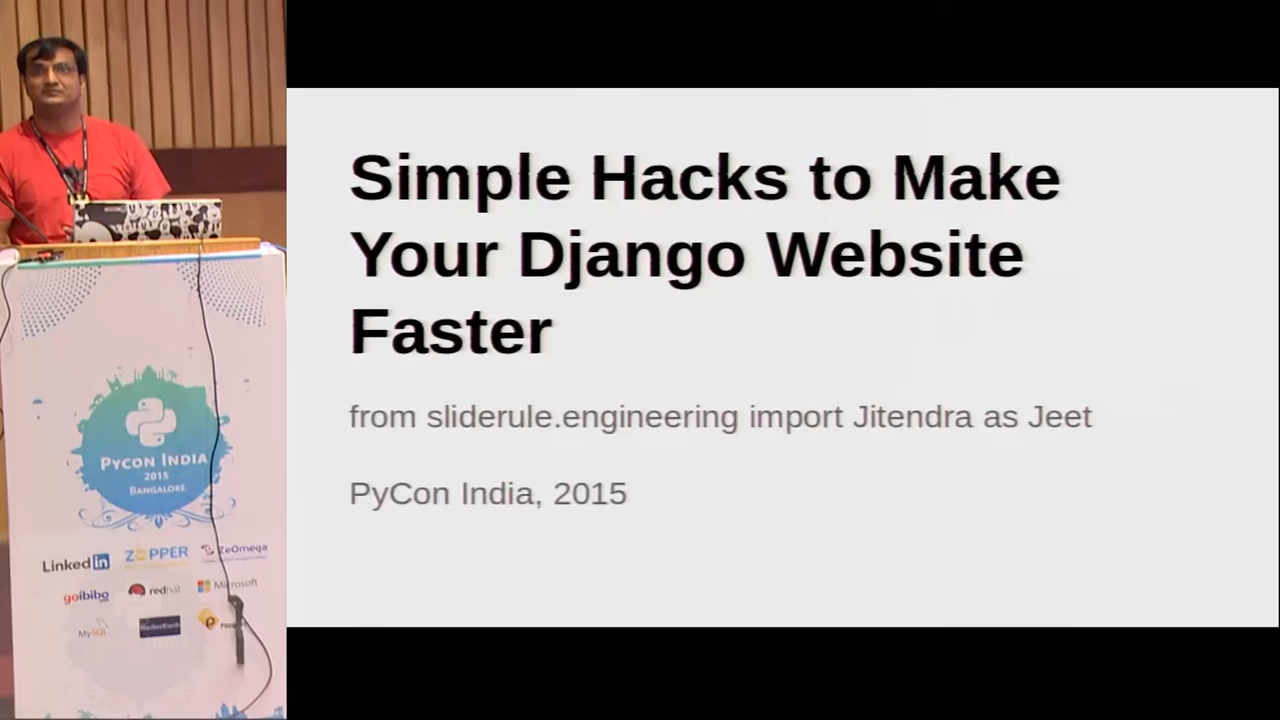 Simple Hacks to Make
Your Django Website
Faster
from sliderule.engineering import Jitendra as Jeet
PyCon India, 2015
PYCON INDIA
2015
BANGALORE
Linked in
ZOPPER
ZeOmega
goibibo
redhat
Microsoft
MySQL
HackerEarth